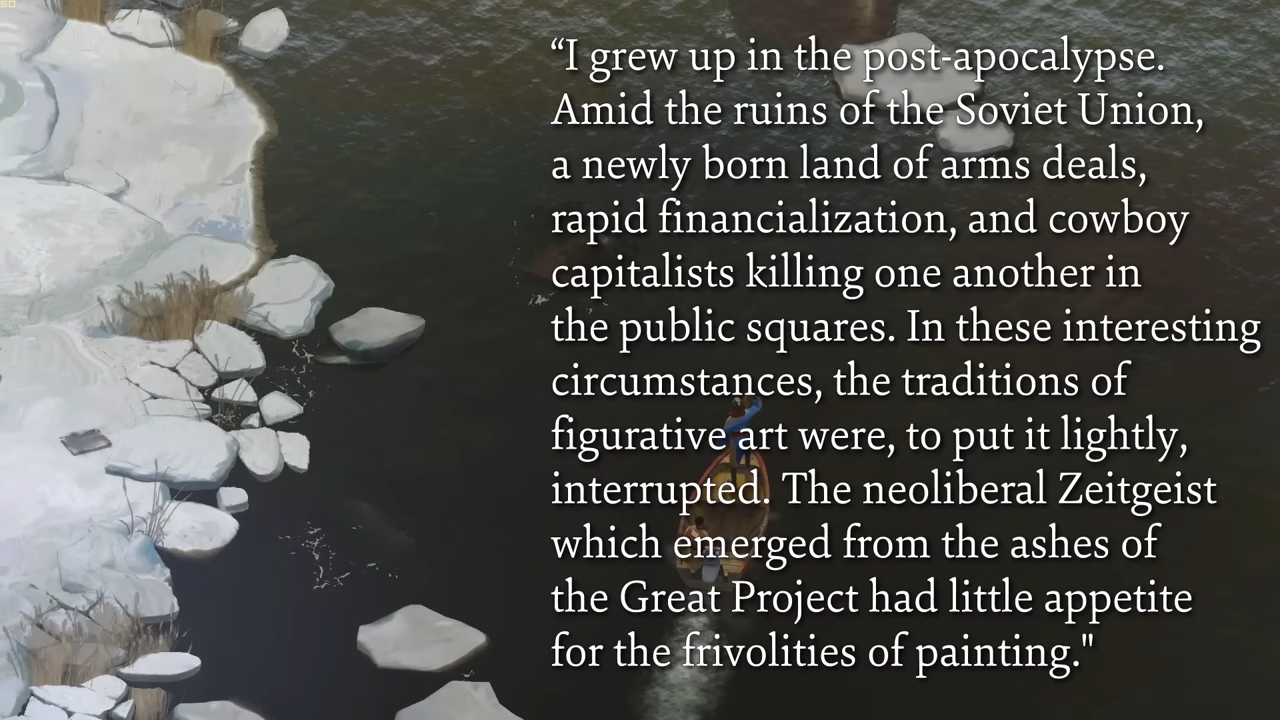 60
“I grew up in the post-apocalypse.
Amid the ruins of the Soviet Union,
a newly born land of arms deals,
rapid financialization, and cowboy
capitalists killing one another in
the public squares. In these interesting
circumstances, the traditions of
figurative art were, to put it lightly,
interrupted. The neoliberal Zeitgeist
which emerged from the ashes of
the Great Project had little appetite
for the frivolities of painting."